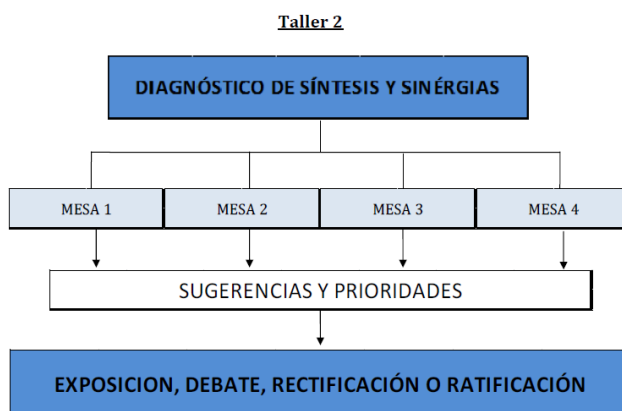 Taller 2
DIAGNÓSTICO DE SÍNTESIS Y SINÉRGIAS
MESA 1
MESA 2
MESA 3
MESA 4
SUGERENCIAS Y PRIORIDADES
EXPOSICION, DEBATE, RECTIFICACIÓN O RATIFICACIÓN